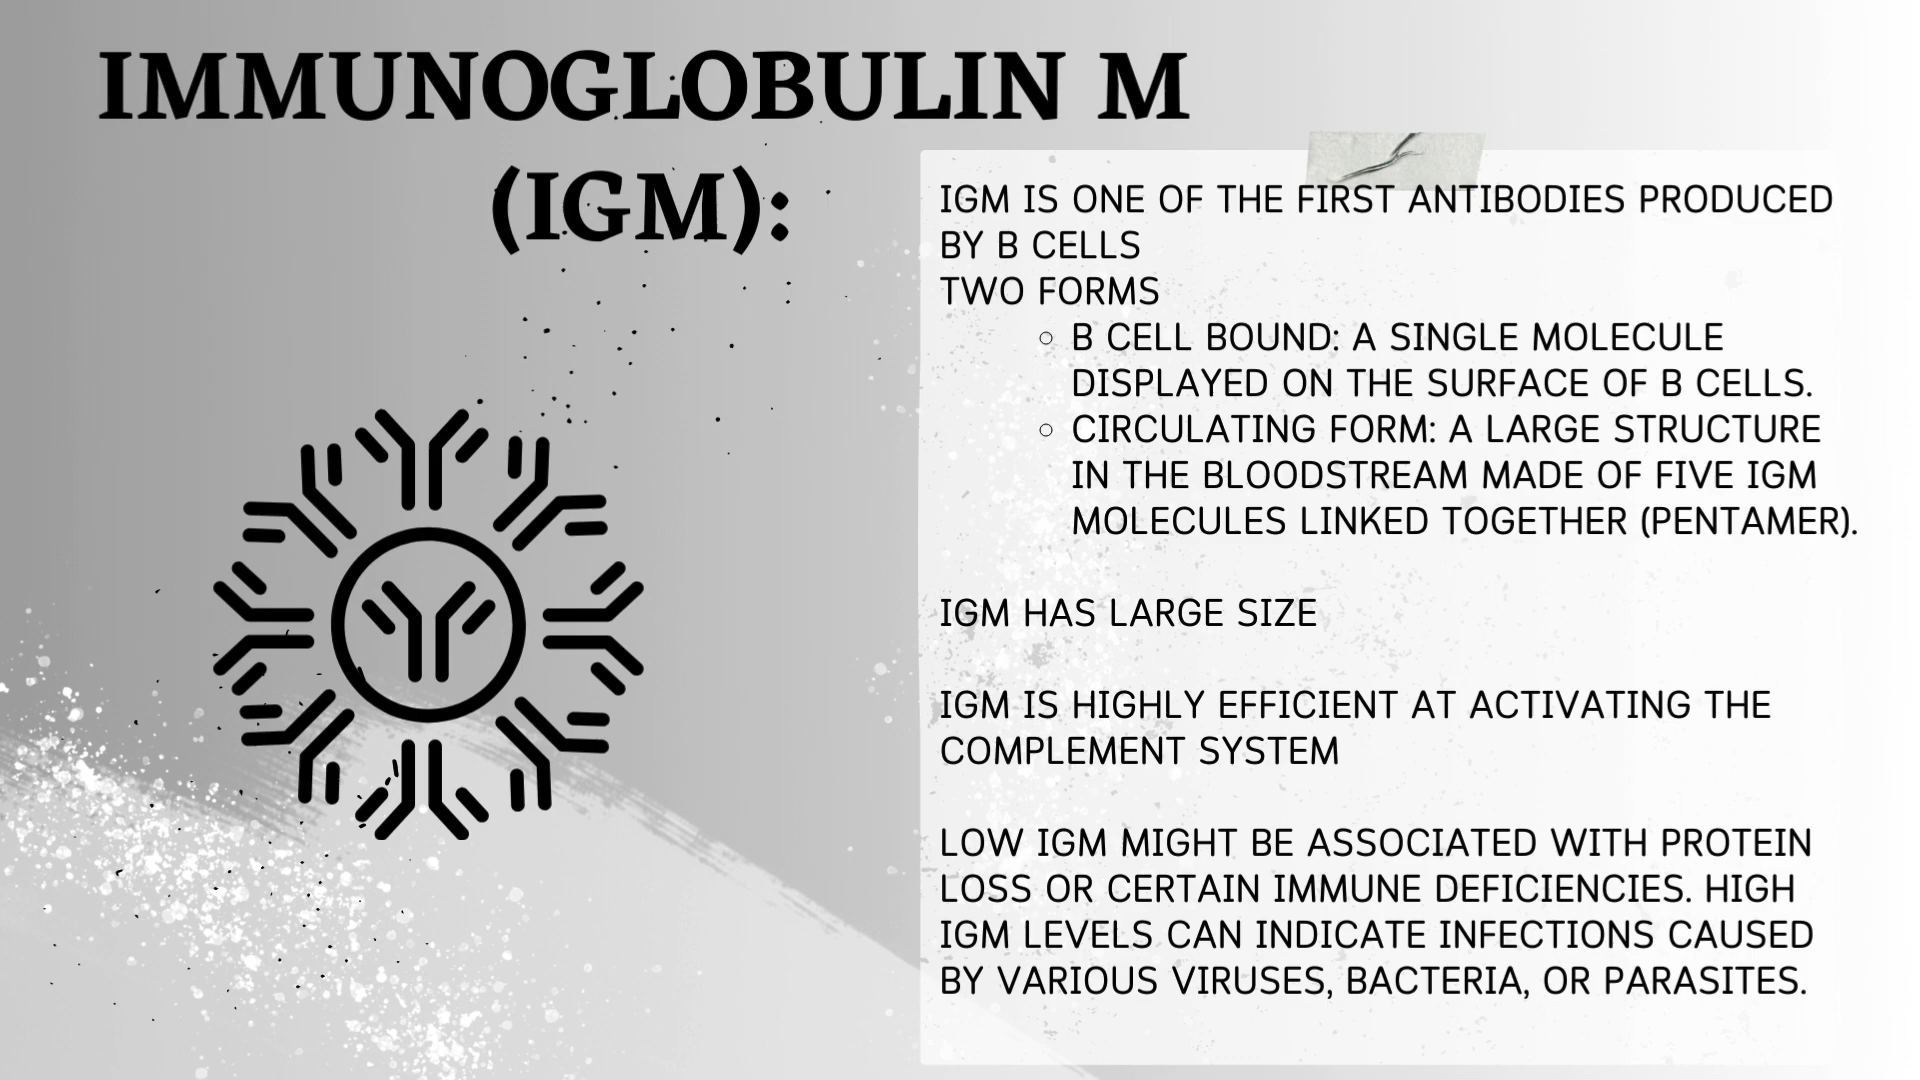 IMMUNOGLOBULIN M
(IGM):
IGM IS ONE OF THE FIRST ANTIBODIES PRODUCED
BY B CELLS
TWO FORMS
○ B CELL BOUND: A SINGLE MOLECULE
DISPLAYED ON THE SURFACE OF B CELLS.
○ CIRCULATING FORM: A LARGE STRUCTURE
IN THE BLOODSTREAM MADE OF FIVE IGM
MOLECULES LINKED TOGETHER (PENTAMER).
IGM HAS LARGE SIZE
IGM IS HIGHLY EFFICIENT AT ACTIVATING THE
COMPLEMENT SYSTEM
LOW IGM MIGHT BE ASSOCIATED WITH PROTEIN
LOSS OR CERTAIN IMMUNE DEFICIENCIES. HIGH
IGM LEVELS CAN INDICATE INFECTIONS CAUSED
BY VARIOUS VIRUSES, BACTERIA, OR PARASITES.